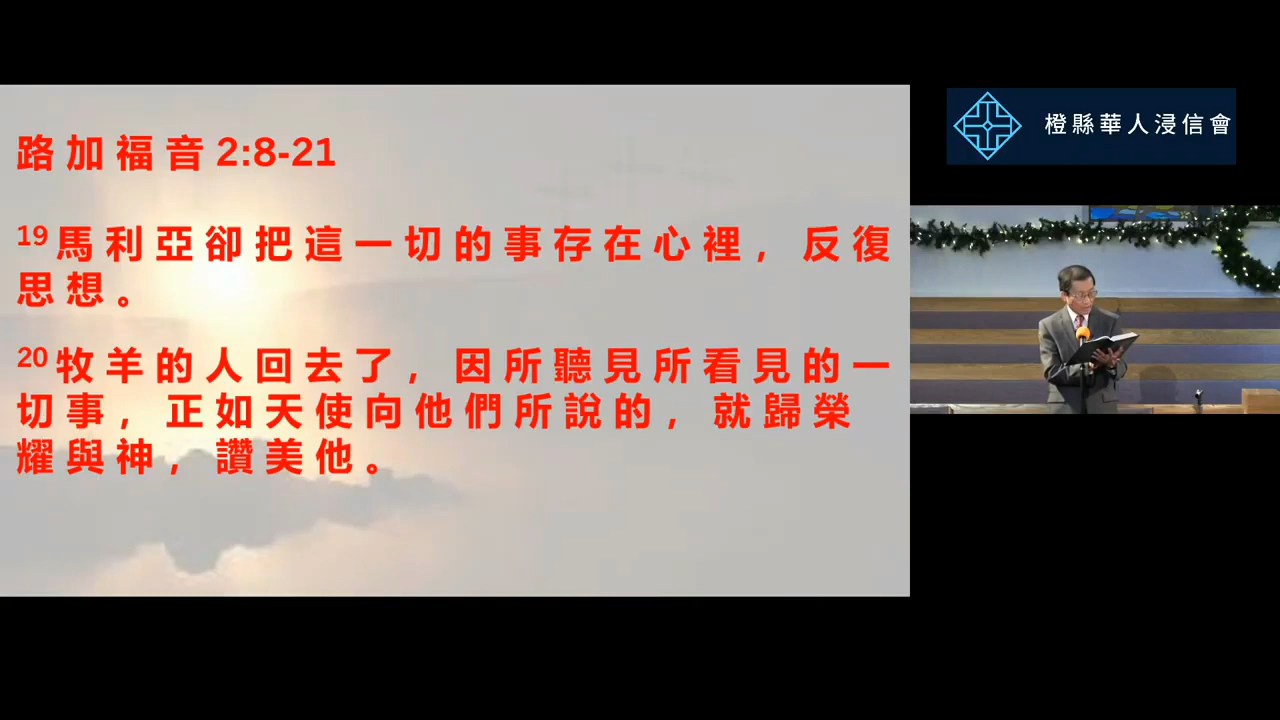 路加福音2:8-21
19馬利亞卻把這一切的事存在心裡，反復
思想。
20牧羊的人回去了，因所聽見所看見的一
切事，正如天使向他們所說的，就歸榮
耀與神，讚美他。
橙縣華人浸信會